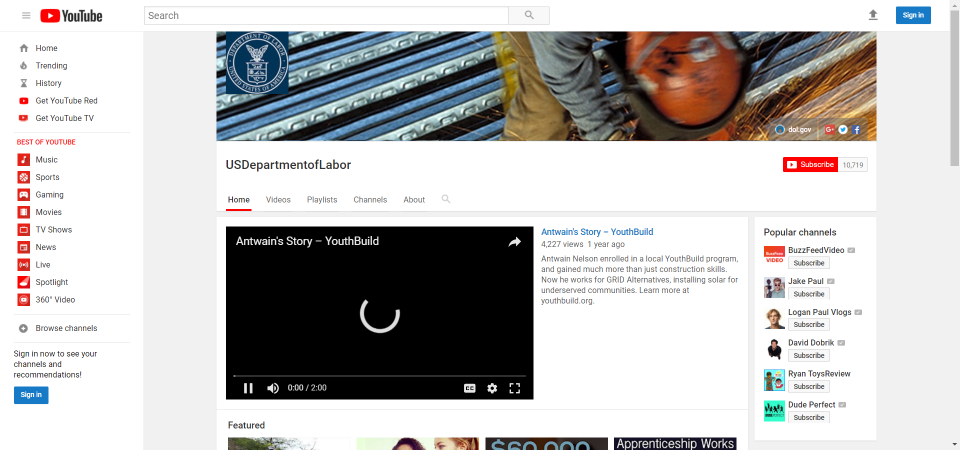 YouTube
Search
Sign in
Home
Trending
History
Get YouTube Red
Get YouTube TV
BEST OF YOUTUBE
Music
Sports
Gaming
Movies
TV Shows
News
Live
Spotlight
360° Video
Browse channels
Sign in now to see your
channels and
recommendations!
Sign in
DEPARTMENT OF LABOR
UNITED STATES OF AMERICA
dol.gov
G+
USDepartmentofLabor
Subscribe 10,719
Home Videos Playlists Channels About
Antwain's Story – YouthBuild
0:00 / 2:00
CC
Antwain's Story – YouthBuild
4,227 views 1 year ago
Antwain Nelson enrolled in a local YouthBuild program,
and gained much more than just construction skills.
Now he works for GRID Alternatives, installing solar for
underserved communities. Learn more at
youthbuild.org.
Featured
$60,000
Apprenticeship Works
Popular channels
BuzzFeed
VIDEO
BuzzFeedVideo
Subscribe
Jake Paul
Subscribe
Logan Paul Vlogs
Subscribe
David Dobrik
Subscribe
Ryan ToysReview
Subscribe
Dude Perfect
Subscribe